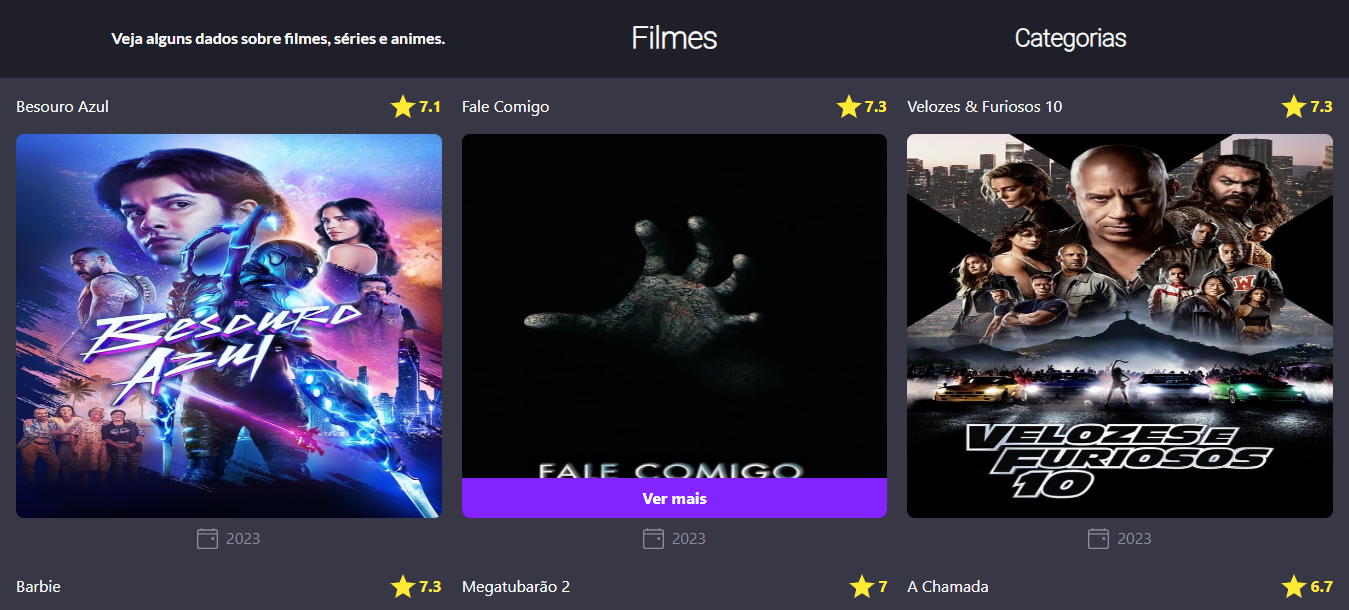 Veja alguns dados sobre filmes, séries e animes.
Filmes
Categorias
Besouro Azul
7.1
Fale Comigo
7.3
Velozes & Furiosos 10
7.3
DC
BESOURO
AZUL
FALE COMIGO
Ver mais
W
VELOZES E
FURIOSOS
10
2023
2023
2023
Barbie
7.3
Megatubarão 2
7
A Chamada
6.7